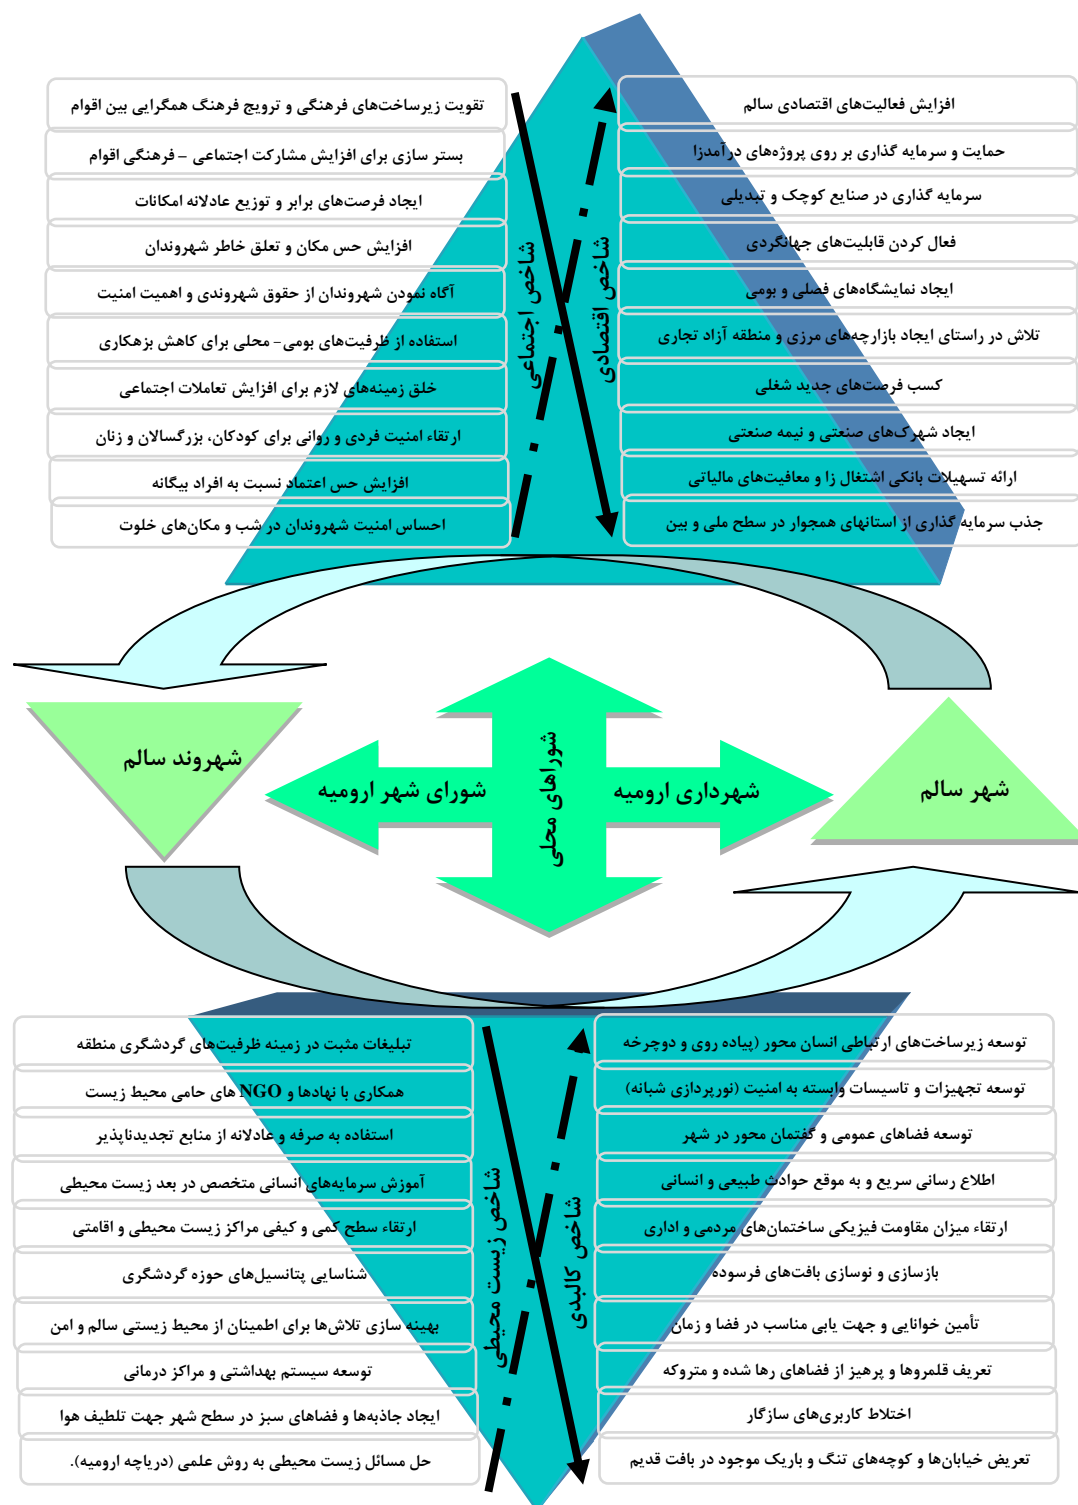 افزایش فعالیت‌های اقتصادی سالم
حمایت و سرمایه گذاری بر روی پروژه‌های درآمدزا
سرمایه گذاری در صنایع کوچک و تبدیلی
فعال کردن قابلیت‌های جهانگردی
ایجاد نمایشگاه‌های فصلی و بومی
تلاش در راستای ایجاد بازارچه‌های مرزی و منطقه آزاد تجاری
کسب فرصت‌های جدید شغلی
ایجاد شهرک‌های صنعتی و نیمه صنعتی
ارائه تسهیلات بانکی اشتغال زا و معافیت‌های مالیاتی
جذب سرمایه گذاری از استانهای همجوار در سطح ملی و بین
شاخص اقتصادی
شاخص اجتماعی
تقویت زیرساخت‌های فرهنگی و ترویج فرهنگ همگرایی بین اقوام
بستر سازی برای افزایش مشارکت اجتماعی – فرهنگی اقوام
ایجاد فرصت‌های برابر و توزیع عادلانه امکانات
افزایش حس مکان و تعلق خاطر شهروندان
آگاه نمودن شهروندان از حقوق شهروندی و اهمیت امنیت
استفاده از ظرفیت‌های بومی- محلی برای کاهش بزهکاری
خلق زمینه‌های لازم برای افزایش تعاملات اجتماعی
ارتقاء امنیت فردی و روانی برای کودکان، بزرگسالان و زنان
افزایش حس اعتماد نسبت به افراد بیگانه
احساس امنیت شهروندان در شب و مکان‌های خلوت
شهر سالم
شهرداری ارومیه
شوراهای محلی
شورای شهر ارومیه
شهروند سالم
توسعه زیرساخت‌های ارتباطی انسان محور (پیاده روی و دوچرخه
توسعه تجهیزات و تاسیسات وابسته به امنیت (نورپردازی شبانه)
توسعه فضاهای عمومی و گفتمان محور در شهر
اطلاع رسانی سریع و به موقع حوادث طبیعی و انسانی
ارتقاء میزان مقاومت فیزیکی ساختمان‌های مردمی و اداری
بازسازی و نوسازی بافت‌های فرسوده
تأمین خوانایی و جهت یابی مناسب در فضا و زمان
تعریف قلمروها و پرهیز از فضاهای رها شده و متروکه
اختلاط کاربری‌های سازگار
تعریض خیابان‌ها و کوچه‌های تنگ و باریک موجود در بافت قدیم
شاخص کالبدی
شاخص زیست محیطی
تبلیغات مثبت در زمینه ظرفیت‌های گردشگری منطقه
همکاری با نهادها و NGO های حامی محیط زیست
استفاده به صرفه و عادلانه از منابع تجدیدناپذیر
آموزش سرمایه‌های انسانی متخصص در بعد زیست محیطی
ارتقاء سطح کمی و کیفی مراکز زیست محیطی و اقامتی
شناسایی پتانسیل‌های حوزه گردشگری
بهینه سازی تلاش‌ها برای اطمینان از محیط زیستی سالم و امن
توسعه سیستم بهداشتی و مراکز درمانی
ایجاد جاذبه‌ها و فضاهای سبز در سطح شهر جهت تلطیف هوا
حل مسائل زیست محیطی به روش علمی (دریاچه ارومیه).